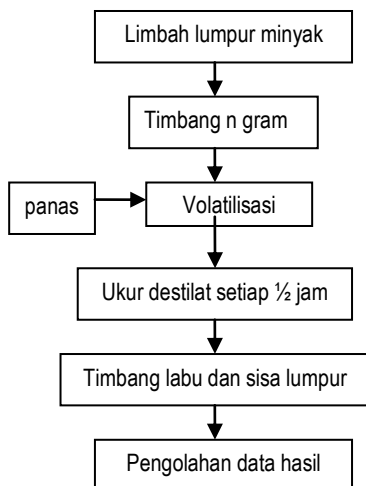 Limbah lumpur minyak
Timbang n gram
panas
Volatilisasi
Ukur destilat setiap ½ jam
Timbang labu dan sisa lumpur
Pengolahan data hasil